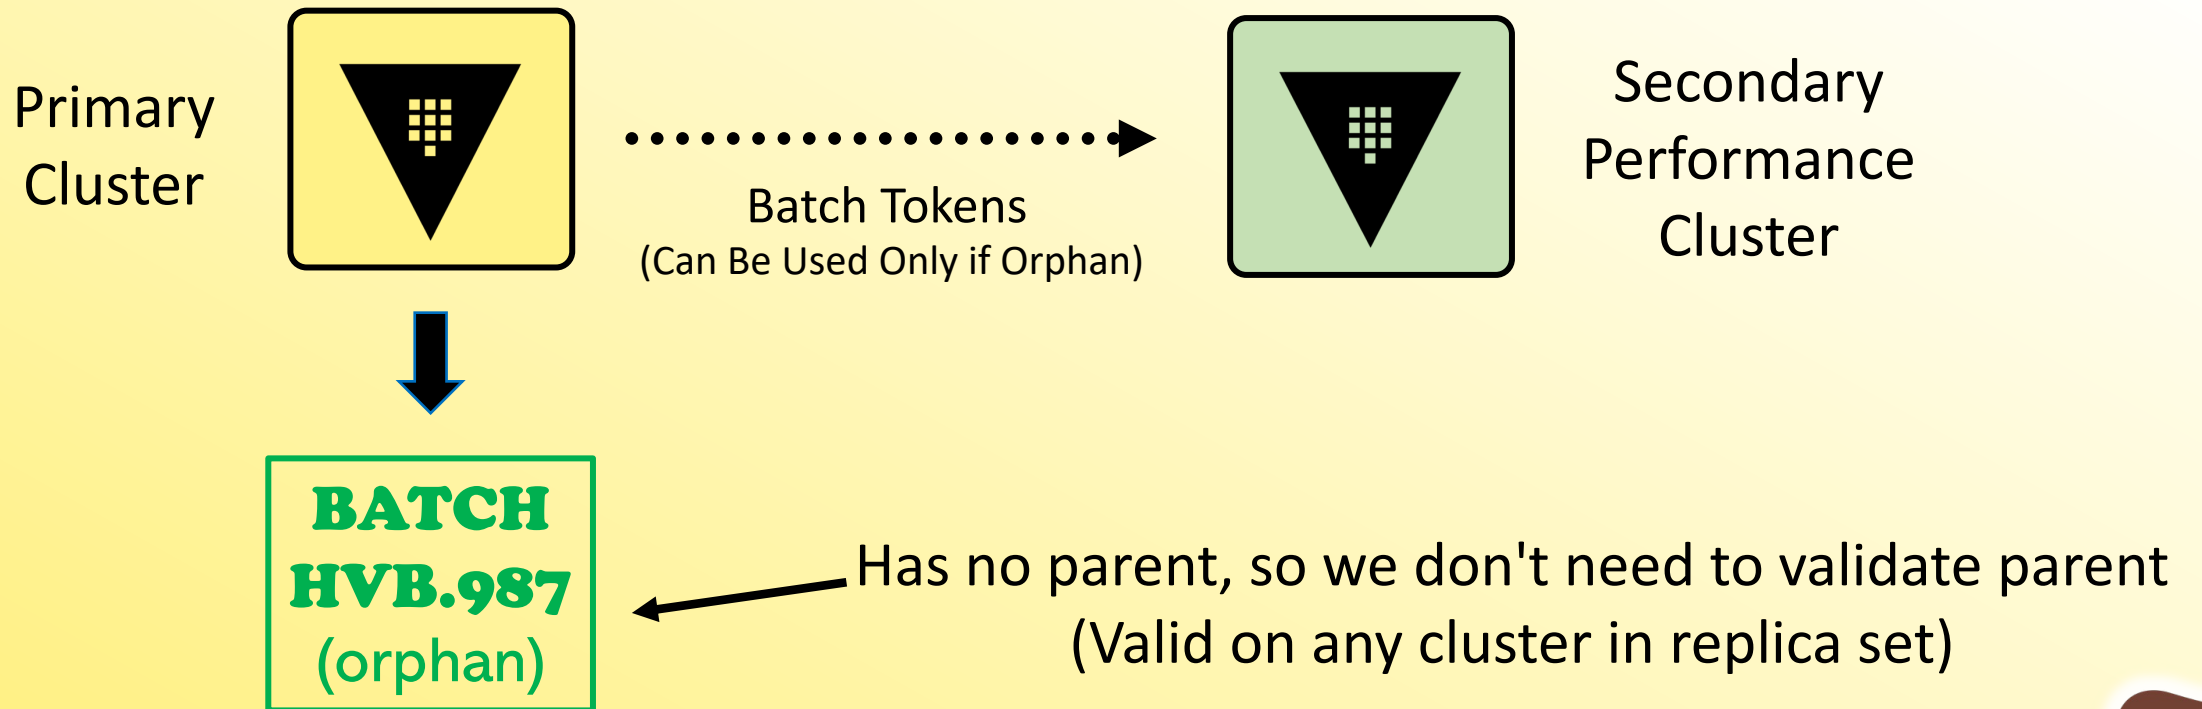 Primary
Cluster
Batch Tokens
(Can Be Used Only if Orphan)
Secondary
Performance
Cluster
BATCH
HVB.987
(orphan)
Has no parent, so we don't need to validate parent
(Valid on any cluster in replica set)